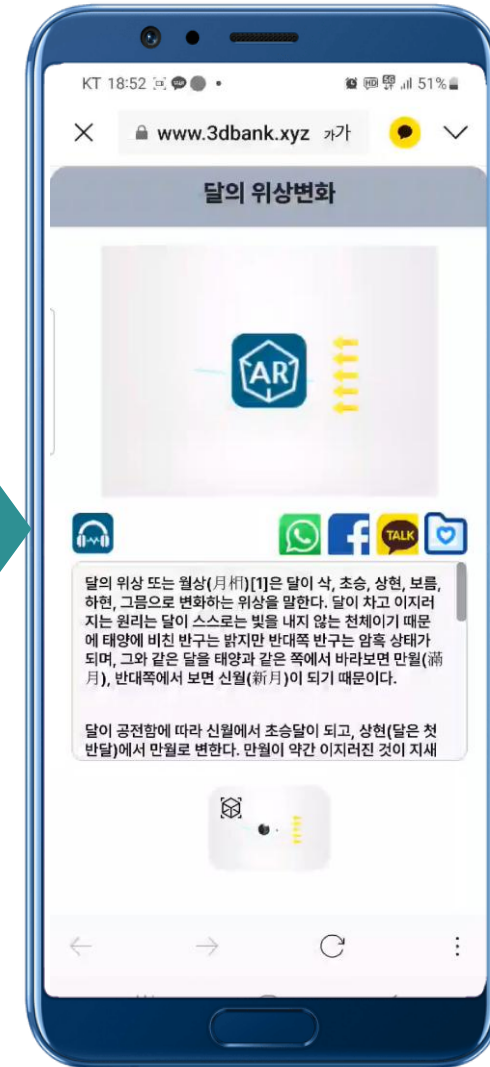 KT 18:52
51%
www.3dbank.xyz 가가
달의 위상변화
AR
TALK
달의 위상 또는 월상(月相)[1]은 달이 삭, 초승, 상현, 보름,
하현, 그믐으로 변화하는 위상을 말한다. 달이 차고 이지러
지는 원리는 달이 스스로는 빛을 내지 않는 천체이기 때문
에 태양에 비친 반구는 밝지만 반대쪽 반구는 암흑 상태가
되며, 그와 같은 달을 태양과 같은 쪽에서 바라보면 만월(滿
月), 반대쪽에서 보면 신월(新月)이 되기 때문이다.
달이 공전함에 따라 신월에서 초승달이 되고, 상현(달은 첫
반달)에서 만월로 변한다. 만월이 약간 이지러진 것이 지새